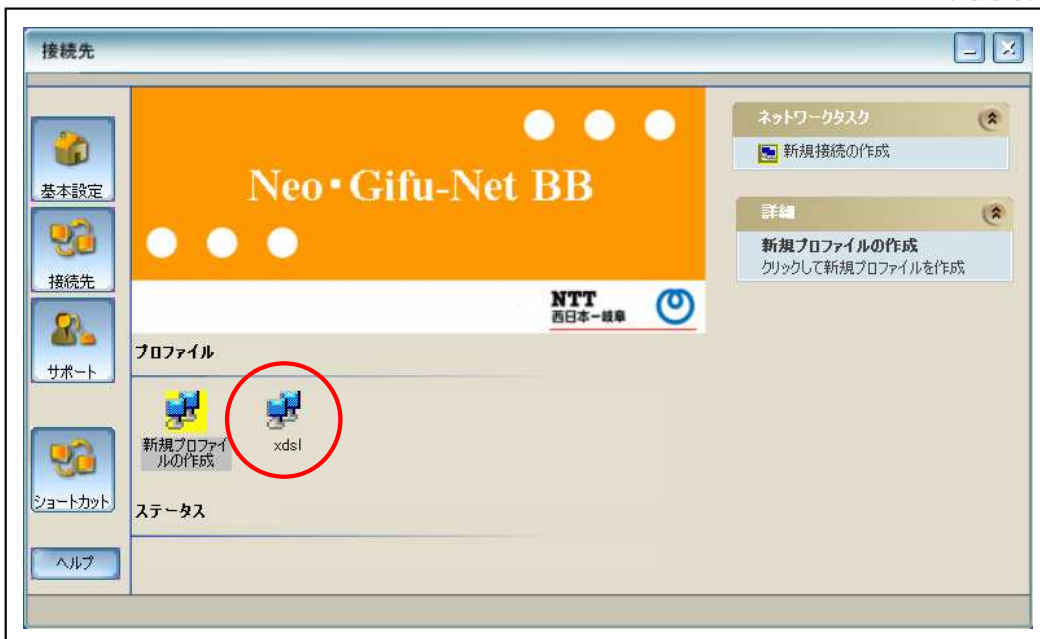 接続先
基本設定
接続先
サポート
ショートカット
ヘルプ
Neo・Gifu-Net BB
NTT
西日本-岐阜
プロファイル
新規プロファイ
ルの作成
xdsl
ステータス
ネットワークタスク
新規接続の作成
詳細
新規プロファイルの作成
クリックして新規プロファイルを作成